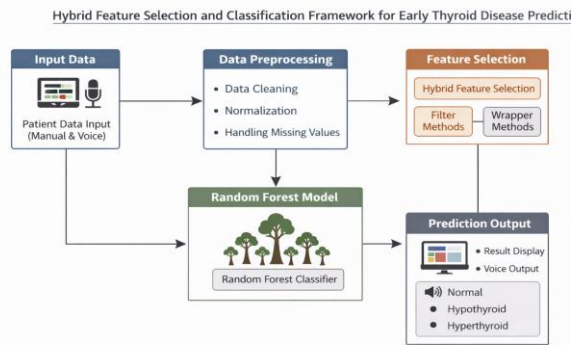 Hybrid Feature Selection and Classification Framework for Early Thyroid Disease Predicti
Input Data
Patient Data Input
(Manual & Voice)
Data Preprocessing
• Data Cleaning
• Normalization
• Handling Missing Values
Feature Selection
Hybrid Feature Selection
Filter
Methods
Wrapper
Methods
Random Forest Model
Random Forest Classifier
Prediction Output
• Result Display
• Voice Output
Normal
• Hypothyroid
• Hyperthyroid